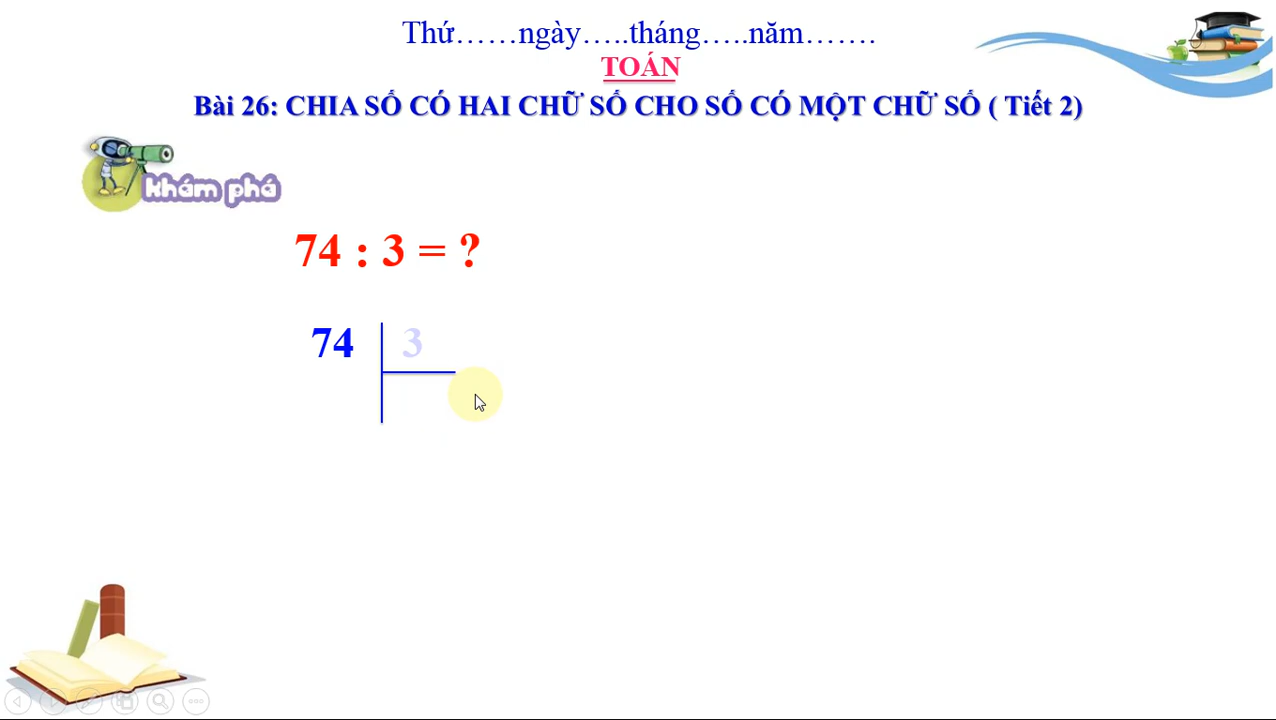 Thứ……ngày…..tháng…..năm…….
TOÁN
Bài 26: CHIA SỐ CÓ HAI CHỮ SỐ CHO SỐ CÓ MỘT CHỮ SỐ ( Tiết 2)
khám phá
74 : 3 = ?
74 3